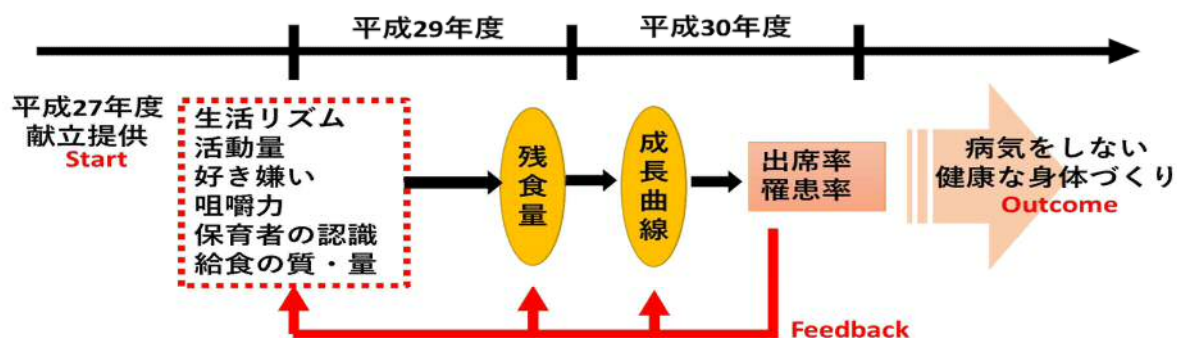 平成29年度
平成30年度
平成27年度
献立提供
Start
生活リズム
活動量
好き嫌い
咀嚼力
保育者の認識
給食の質・量
残食量
成長曲線
出席率
罹患率
病気をしない
健康な身体づくり
Outcome
Feedback